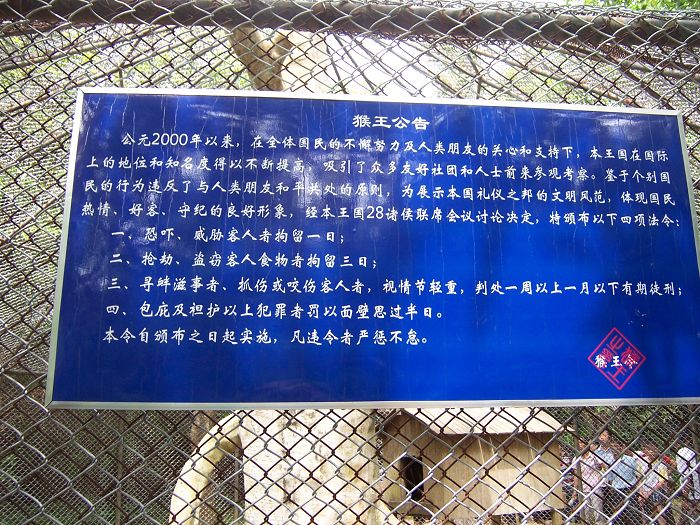 猴王公告
公元2000年以来，在全体国民的不懈努力及人类朋友的关心和支持下，本王国在国际
上的地位和知名度得以不断提高，吸引了众多友好社团和人士前来参观考察。鉴于个别国
民的行为违反了与人类朋友和平共处的原则，为展示本国礼仪之邦的文明风范，体现国民
热情、好客、守纪的良好形象，经本王国28诸侯联席会议讨论决定，特颁布以下四项法令：
一、恐吓、威胁客人者拘留一日；
二、抢劫、盗窃客人食物者拘留三日；
三、寻衅滋事者、抓伤或咬伤客人者，视情节轻重，判处一周以上一月以下有期徒刑；
四、包庇及袒护以上犯罪者罚以面壁思过半日。
本令自颁布之日起实施，凡违令者严惩不怠。
猴王令